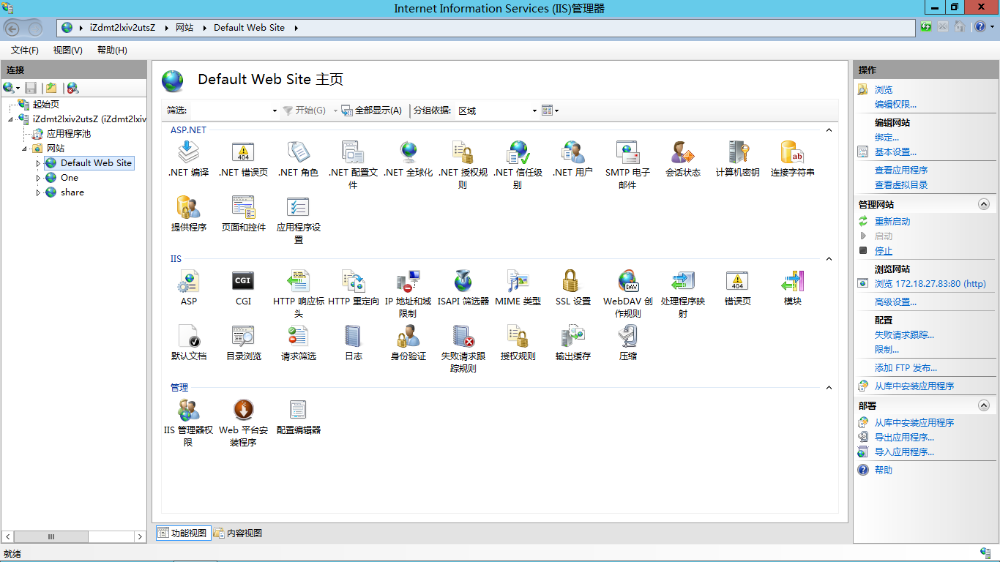 Internet Information Services (IIS)管理器
iZdmt2lxiv2utsZ 网站 Default Web Site
文件(F) 视图(V) 帮助(H)
连接
起始页
iZdmt2lxiv2utsZ (iZdmt2lxiv
应用程序池
网站
Default Web Site
One
share
Default Web Site 主页
筛选: 开始(G) 全部显示(A) 分组依据: 区域
ASP.NET
.NET 编译 .NET 错误页 .NET 角色 .NET 配置文件 .NET 全球化 .NET 授权规则 .NET 信任级别 .NET 用户 SMTP 电子邮件 会话状态 计算机密钥 连接字符串
提供程序 页面和控件 应用程序设置
IIS
ASP CGI HTTP 响应标头 HTTP 重定向 IP 地址和域限制 ISAPI 筛选器 MIME 类型 SSL 设置 WebDAV 创作规则 处理程序映射 错误页 模块
默认文档 目录浏览 请求筛选 日志 身份验证 失败请求跟踪规则 授权规则 输出缓存 压缩
管理
IIS 管理器权限 Web 平台安装程序 配置编辑器
功能视图 内容视图
就绪
操作
浏览
编辑权限...
编辑网站
绑定...
基本设置...
查看应用程序
查看虚拟目录
管理网站
重新启动
启动
停止
浏览网站
浏览 172.18.27.83:80 (http)
高级设置...
配置
失败请求跟踪...
限制...
添加 FTP 发布...
从库中安装应用程序
部署
从库中安装应用程序
导出应用程序...
导入应用程序...
帮助